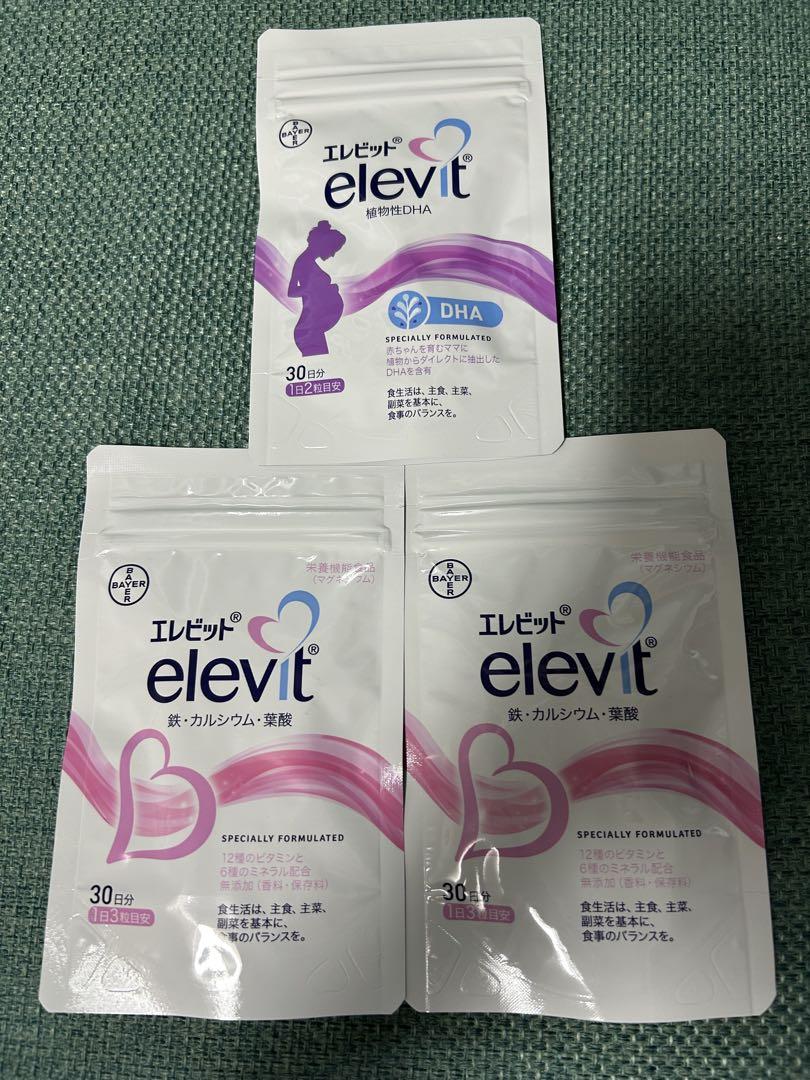 BAYER
BAYER
エレビット®
elevit®
植物性DHA
DHA
SPECIALLY FORMULATED
赤ちゃんを育むママに
植物からダイレクトに抽出した
DHAを含有
30日分
1日2粒目安
食生活は、主食、主菜、
副菜を基本に、
食事のバランスを。
栄養機能食品
(マグネシウム)
BAYER
BAYER
エレビット®
elevit®
鉄・カルシウム・葉酸
SPECIALLY FORMULATED
12種のビタミンと
6種のミネラル配合
無添加(香料・保存料)
30日分
1日3粒目安
食生活は、主食、主菜、
副菜を基本に、
食事のバランスを。
栄養機能食品
(マグネシウム)
BAYER
BAYER
エレビット®
elevit®
鉄・カルシウム・葉酸
SPECIALLY FORMULATED
12種のビタミンと
6種のミネラル配合
無添加(香料・保存料)
30日分
1日3粒目安
食生活は、主食、主菜、
副菜を基本に、
食事のバランスを。